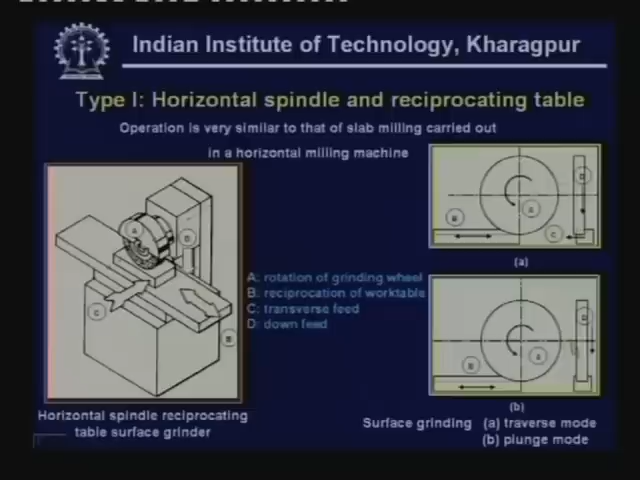 Indian Institute of Technology, Kharagpur
Type I: Horizontal spindle and reciprocating table
Operation is very similar to that of slab milling carried out
in a horizontal milling machine
A
D
C
B
A: rotation of grinding wheel
B: reciprocation of worktable
C: transverse feed
D: down feed
Horizontal spindle reciprocating
table surface grinder
D
B
A
C
(a)
D
B
A
(b)
Surface grinding (a) traverse mode
(b) plunge mode